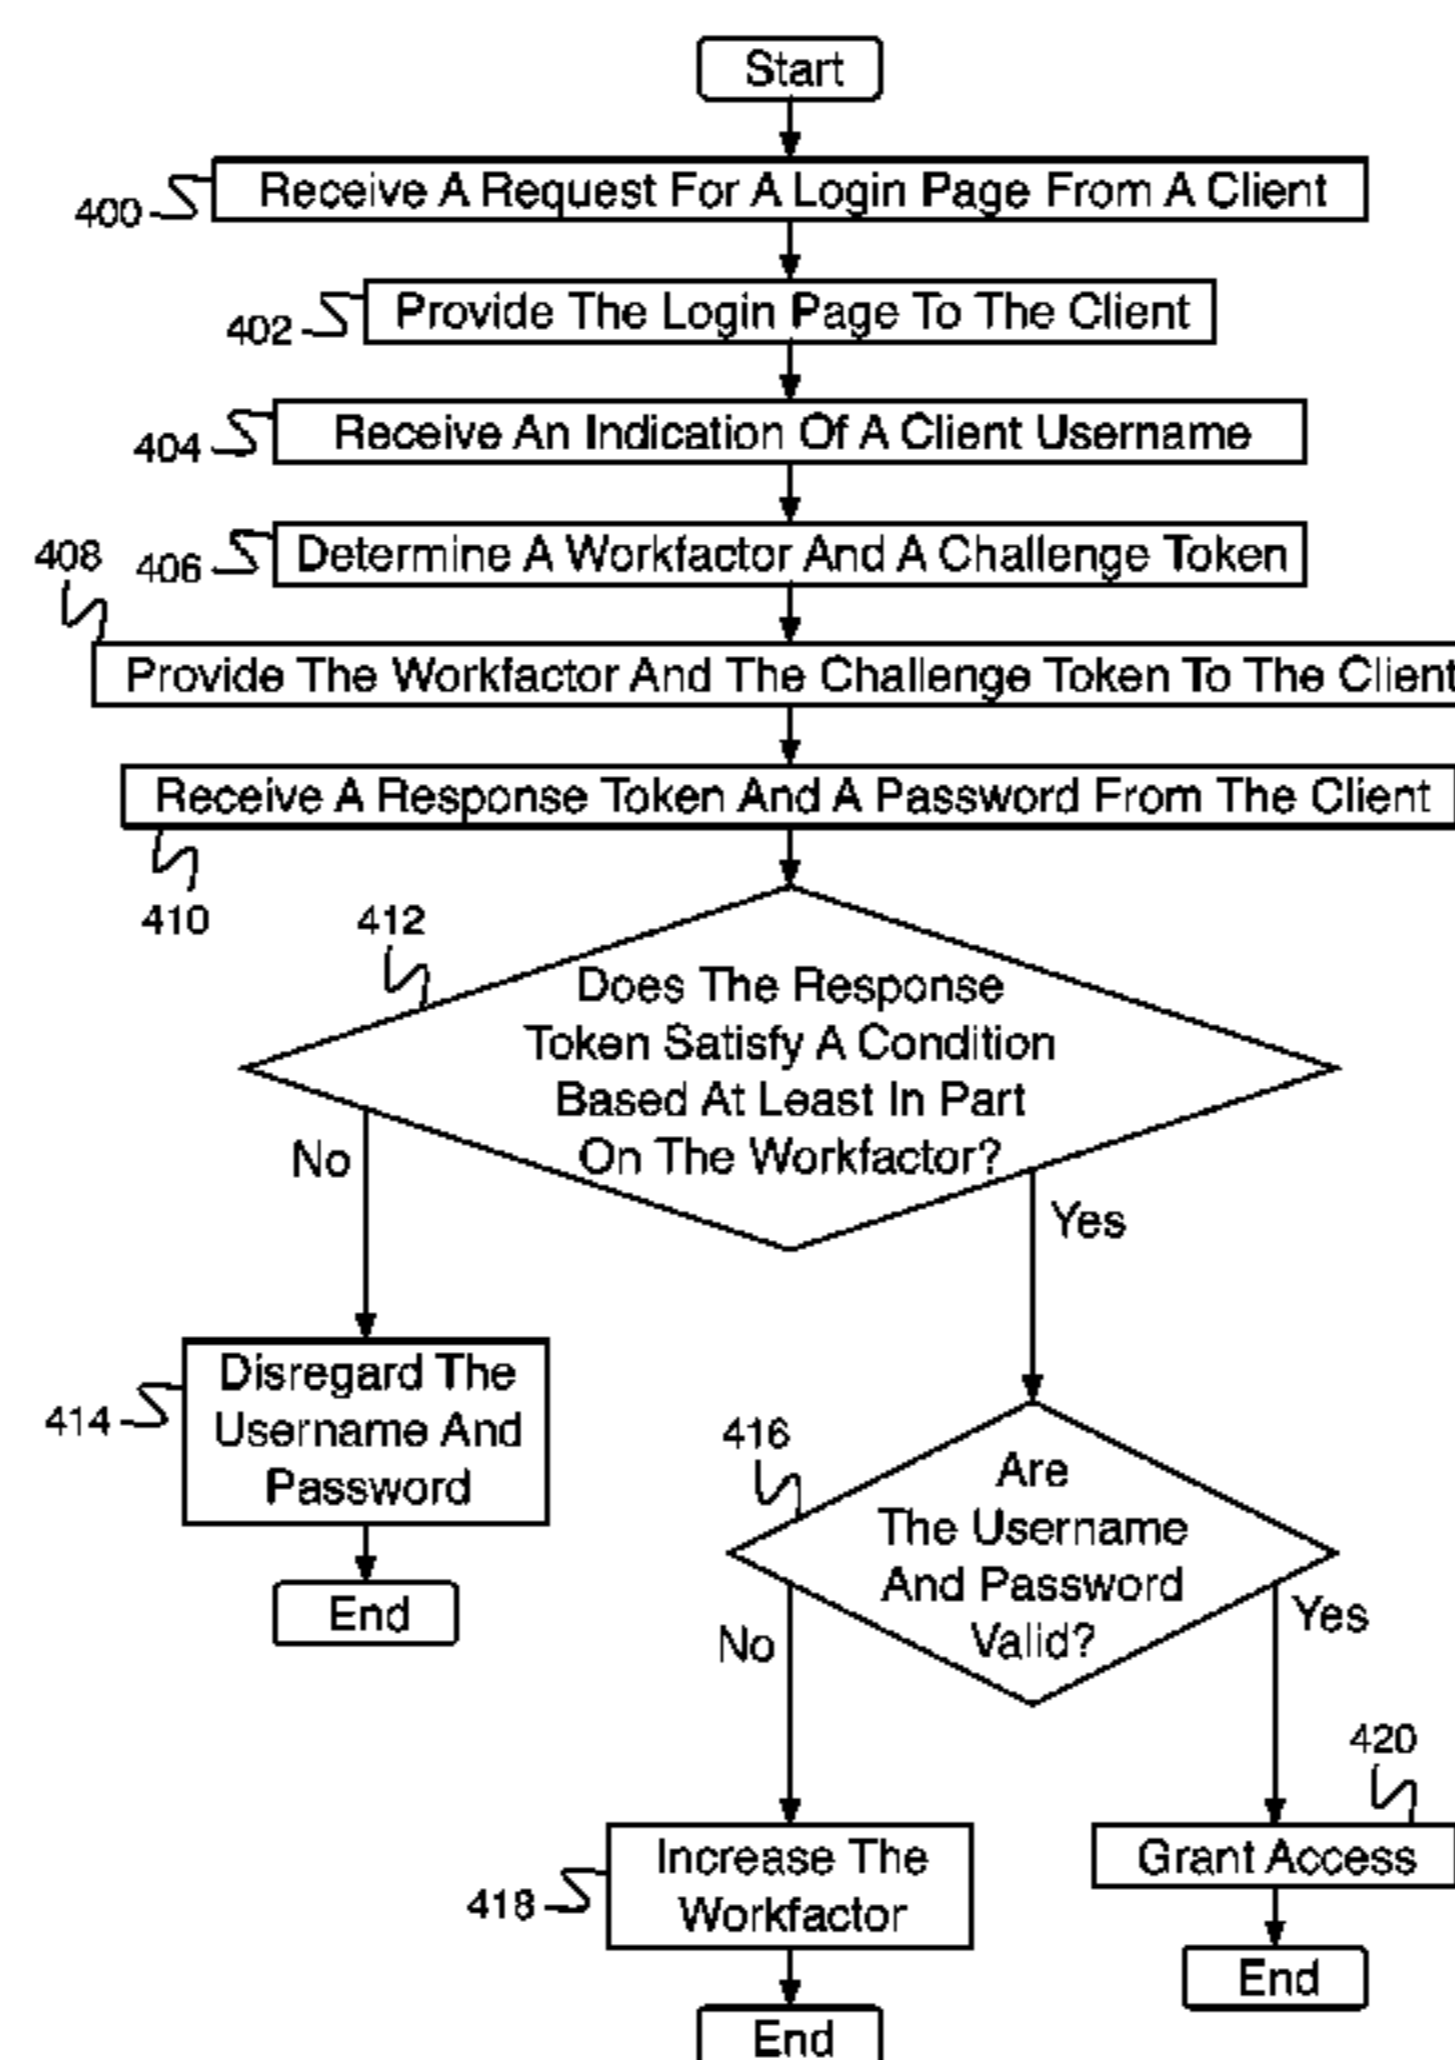 Start
400
Receive A Request For A Login Page From A Client
402
Provide The Login Page To The Client
404
Receive An Indication Of A Client Username
408
406
Determine A Workfactor And A Challenge Token
Provide The Workfactor And The Challenge Token To The Client
Receive A Response Token And A Password From The Client
410
412
Does The Response
Token Satisfy A Condition
Based At Least In Part
On The Workfactor?
No
Yes
414
Disregard The
Username And
Password
End
416
Are
The Username
And Password
Valid?
No
Yes
420
418
Increase The
Workfactor
Grant Access
End
End